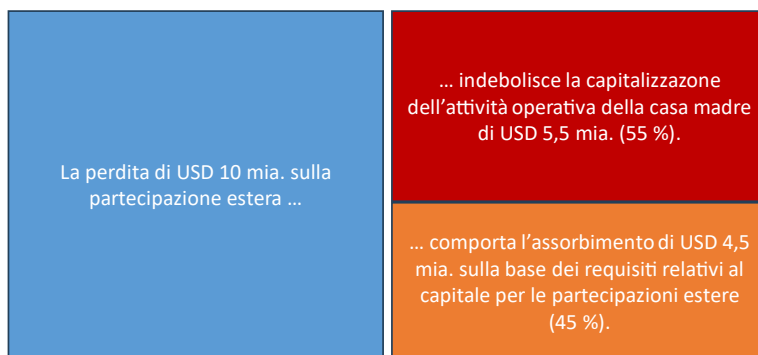 La perdita di USD 10 mia. sulla
partecipazione estera ...
... indebolisce la capitalizzazone
dell'attività operativa della casa madre
di USD 5,5 mia. (55 %).
... comporta l'assorbimento di USD 4,5
mia. sulla base dei requisiti relativi al
capitale per le partecipazioni estere
(45 %).